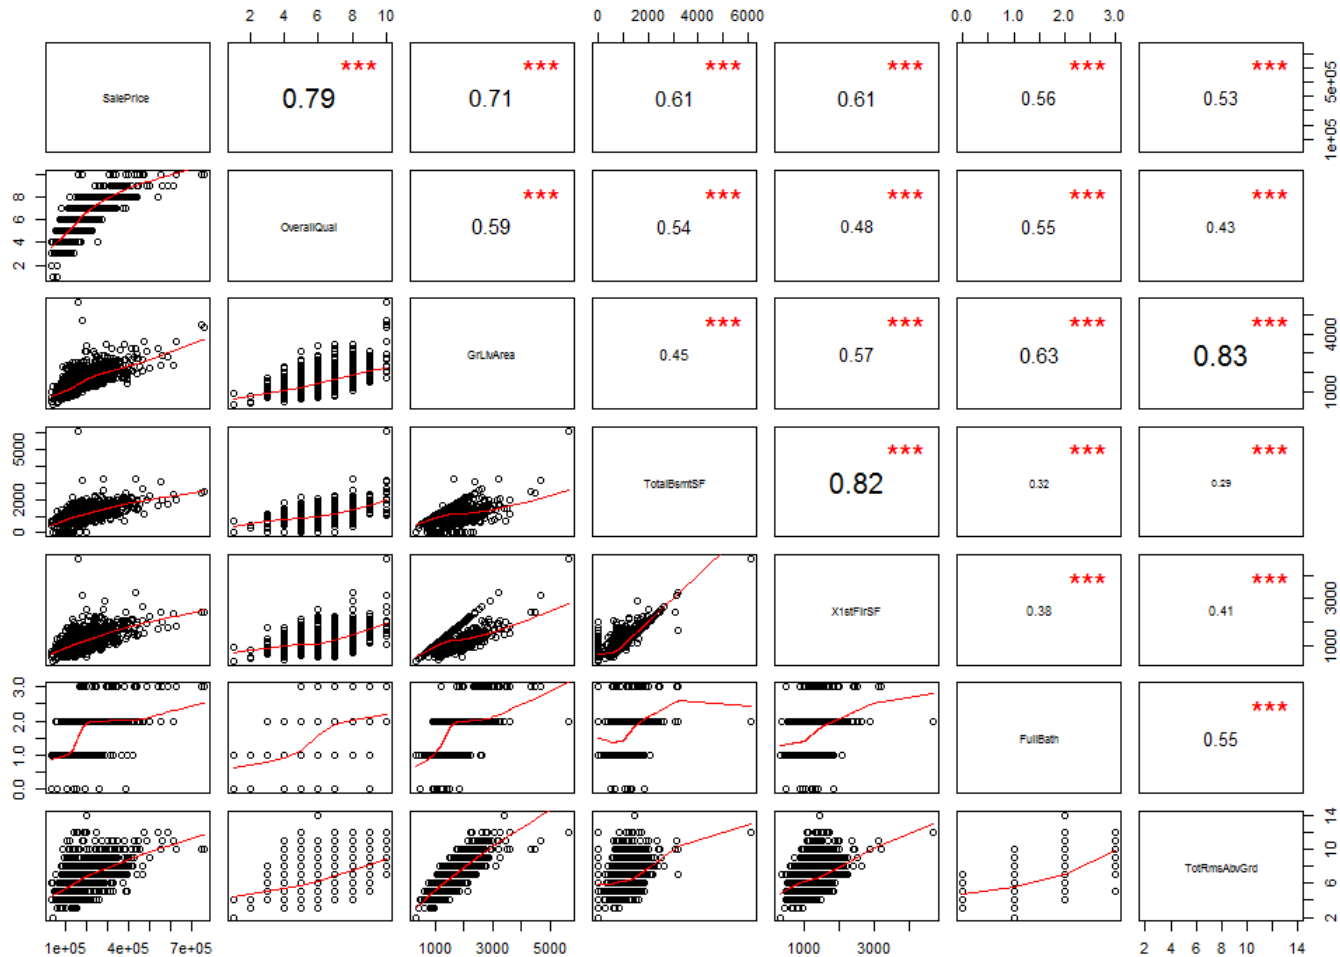 2 4 6 8 10 0 2000 4000 6000 0.0 1.0 2.0 3.0
*** *** *** *** *** ***
SalePrice 0.79 0.71 0.61 0.61 0.56 0.53 1e+05 5e+05
*** *** *** *** ***
2 4 6 8 OverallQual 0.59 0.54 0.48 0.55 0.43
*** *** *** ***
GrLivArea 0.45 0.57 0.63 0.83 1000 4000
*** *** ***
0 2000 5000 TotalBsmtSF 0.82 0.32 0.29
*** ***
X1stFlrSF 0.38 0.41 1000 3000
***
0.0 1.0 2.0 3.0 FullBath 0.55
TotRmsAbvGrd 2 6 10 14
1e+05 4e+05 7e+05 1000 3000 5000 1000 3000 2 4 6 8 10 14